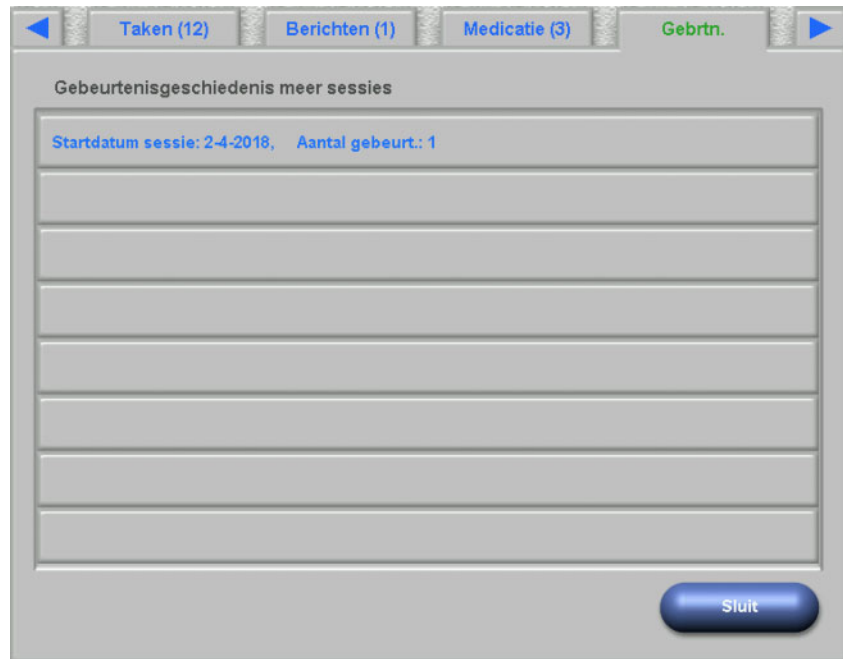 Taken (12) Berichten (1) Medicatie (3) Gebrtn.
Gebeurtenisgeschiedenis meer sessies
Startdatum sessie: 2-4-2018, Aantal gebeurt.: 1
Sluit